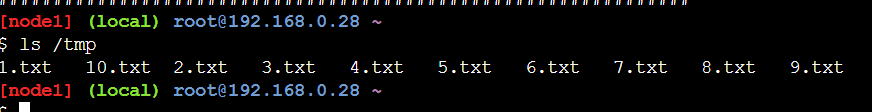 [node1] (local) root@192.168.0.28 ~
$ ls /tmp
1.txt   10.txt  2.txt   3.txt   4.txt   5.txt   6.txt   7.txt   8.txt   9.txt
[node1] (local) root@192.168.0.28 ~
$